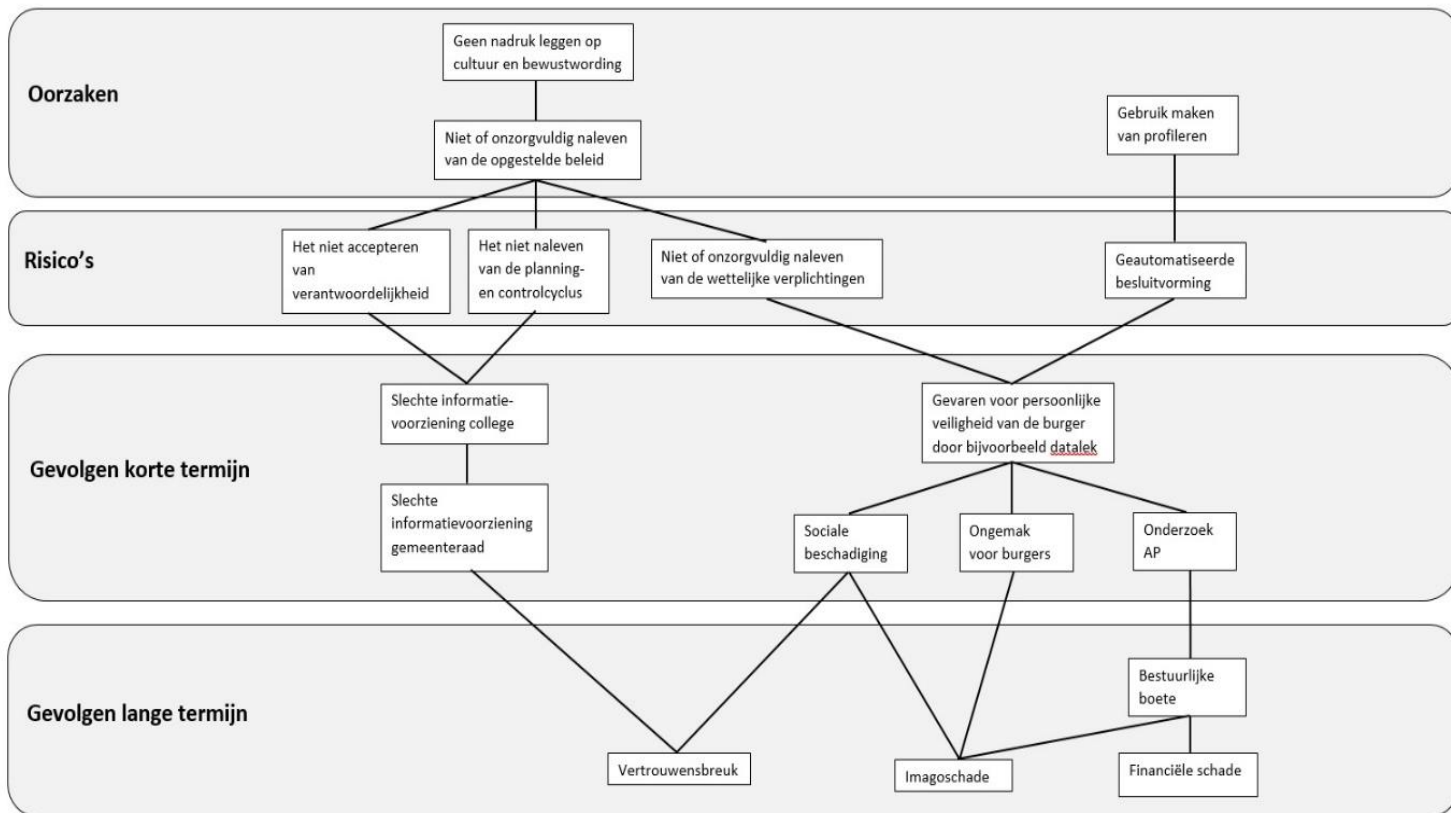 Oorzaken
Geen nadruk leggen op
cultuur en bewustwording
Niet of onzorgvuldig naleven
van de opgestelde beleid
Gebruik maken
van profileren
Risico's
Het niet accepteren
van
verantwoordelijkheid
Het niet naleven
van de planning-
en controlcyclus
Niet of onzorgvuldig naleven
van de wettelijke verplichtingen
Geautomatiseerde
besluitvorming
Gevolgen korte termijn
Slechte informatie-
voorziening college
Gevaren voor persoonlijke
veiligheid van de burger
door bijvoorbeeld datalek
Slechte
informatievoorziening
gemeenteraad
Sociale
beschadiging
Ongemak
voor burgers
Onderzoek
AP
Gevolgen lange termijn
Bestuurlijke
boete
Vertrouwensbreuk
Imagoschade
Financiële schade